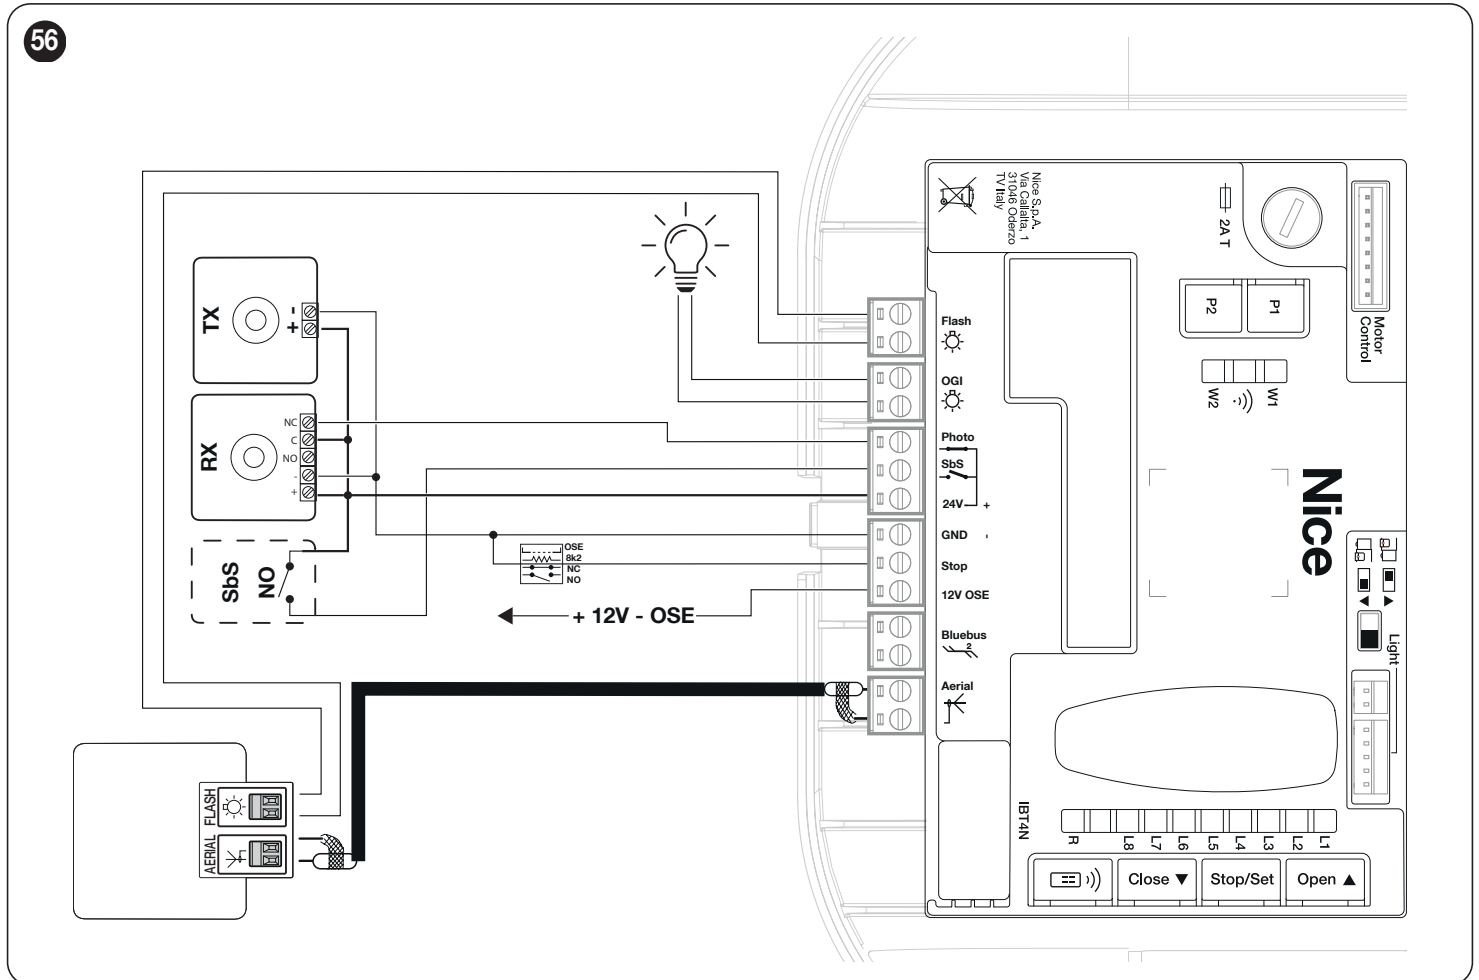 56
Nice S.p.A.
Via Callalta, 1
31046 Oderzo
TV Italy
2A T
Motor
Control
P2
P1
W2
W1
TX
-
+
RX
NC
C
NO
-
+
SbS
NO
OSE
8k2
NC
NO
+ 12V - OSE
Flash
OGI
Photo
SbS
24V
+
GND
-
Stop
12V OSE
Bluebus
2
Aerial
Nice
Light
FLASH
AERIAL
IBT4N
R
L8
L7
L6
L5
L4
L3
L2
L1
Close ▼
Stop/Set
Open ▲